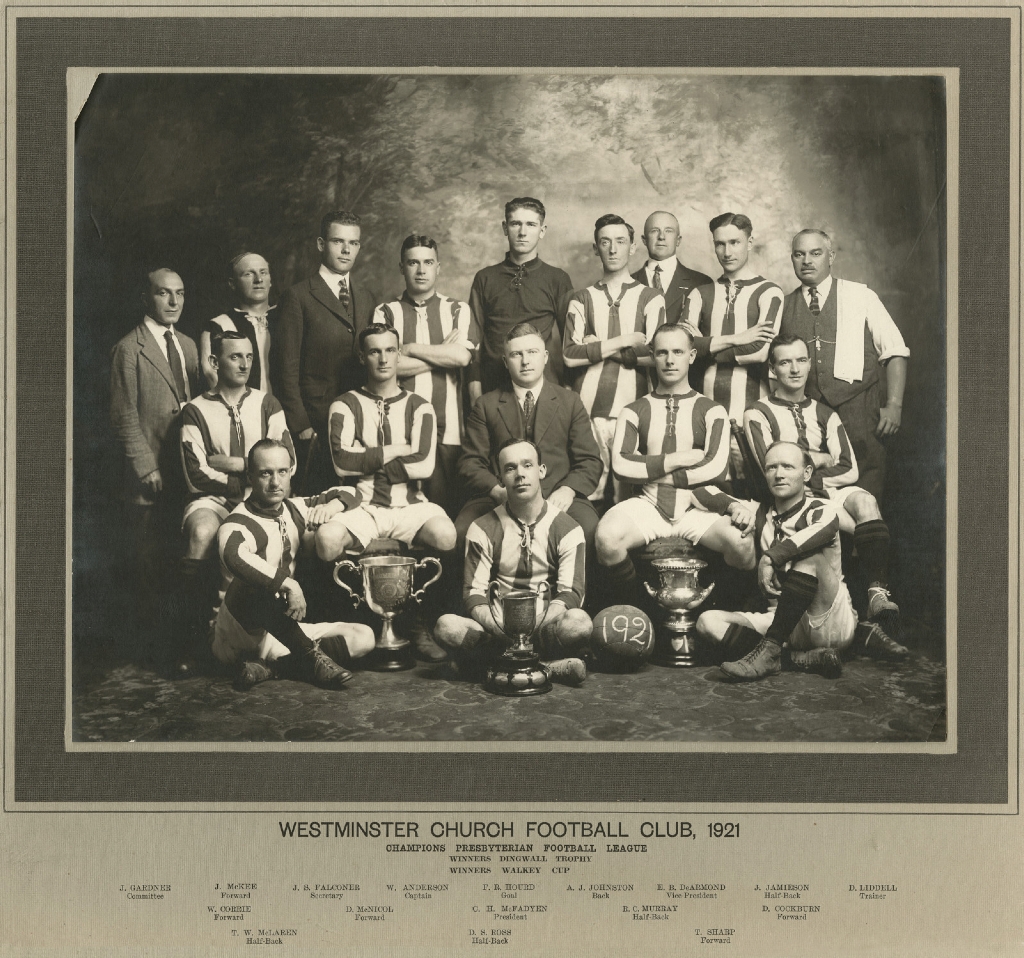 192
WESTMINSTER CHURCH FOOTBALL CLUB, 1921
CHAMPIONS PRESBYTERIAN FOOTBALL LEAGUE
WINNERS DINGWALL TROPHY
WINNERS WALKEY CUP
J. GARDNER J. McKEE J. S. FALCONER W. ANDERSON F. R. HOURD A. J. JOHNSTON E. B. DeARMOND J. JAMIESON D. LIDDELL
Committee Forward Secretary Captain Goal Back Vice-President Half-Back Trainer
W. CORRIE D. McNICOL C. H. McFADYEN R. C. MURRAY D. COCKBURN
Forward Forward President Half-Back Forward
T. W. McLAREN D. S. ROSS T. SHARP
Half-Back Half-Back Forward